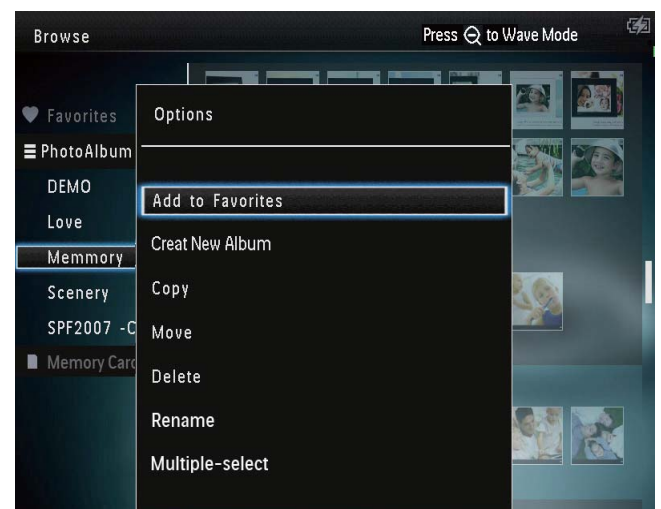 Browse
Press to Wave Mode
Favorites
PhotoAlbum
DEMO
Love
Memmory
Scenery
SPF2007 -C
Memory Card
Options
Add to Favorites
Creat New Album
Copy
Move
Delete
Rename
Multiple-select